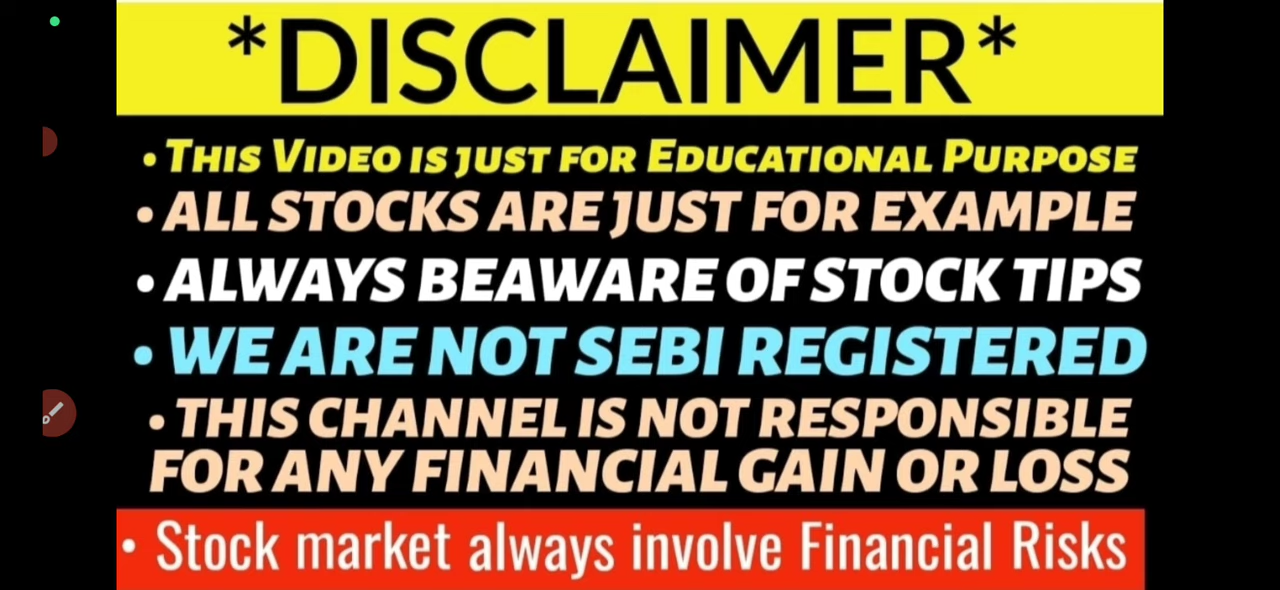 *DISCLAIMER*
• THIS VIDEO IS JUST FOR EDUCATIONAL PURPOSE
• ALL STOCKS ARE JUST FOR EXAMPLE
• ALWAYS BEAWARE OF STOCK TIPS
• WE ARE NOT SEBI REGISTERED
• THIS CHANNEL IS NOT RESPONSIBLE
FOR ANY FINANCIAL GAIN OR LOSS
• Stock market always involve Financial Risks